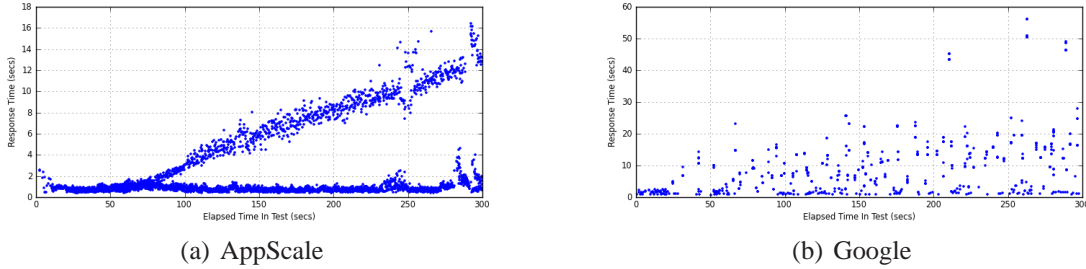 18
16
14
12
10
8
6
4
2
0
0 50 100 150 200 250 300
Response Time (secs)
Elapsed Time In Test (secs)
(a) AppScale
60
50
40
30
20
10
0
0 50 100 150 200 250 300
Response Time (secs)
Elapsed Time In Test (secs)
(b) Google